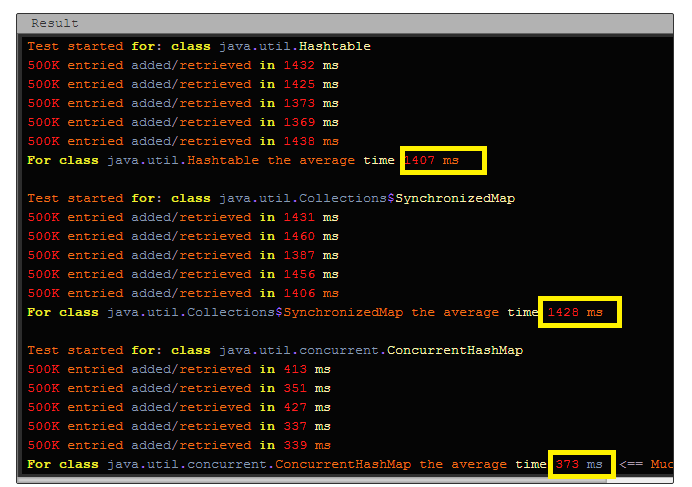 Result
Test started for: class java.util.Hashtable
500K entried added/retrieved in 1432 ms
500K entried added/retrieved in 1425 ms
500K entried added/retrieved in 1373 ms
500K entried added/retrieved in 1369 ms
500K entried added/retrieved in 1438 ms
For class java.util.Hashtable the average time 1407 ms
Test started for: class java.util.Collections$SynchronizedMap
500K entried added/retrieved in 1431 ms
500K entried added/retrieved in 1460 ms
500K entried added/retrieved in 1387 ms
500K entried added/retrieved in 1456 ms
500K entried added/retrieved in 1406 ms
For class java.util.Collections$SynchronizedMap the average time 1428 ms
Test started for: class java.util.concurrent.ConcurrentHashMap
500K entried added/retrieved in 413 ms
500K entried added/retrieved in 351 ms
500K entried added/retrieved in 427 ms
500K entried added/retrieved in 337 ms
500K entried added/retrieved in 339 ms
For class java.util.concurrent.ConcurrentHashMap the average time 373 ms <== Muc